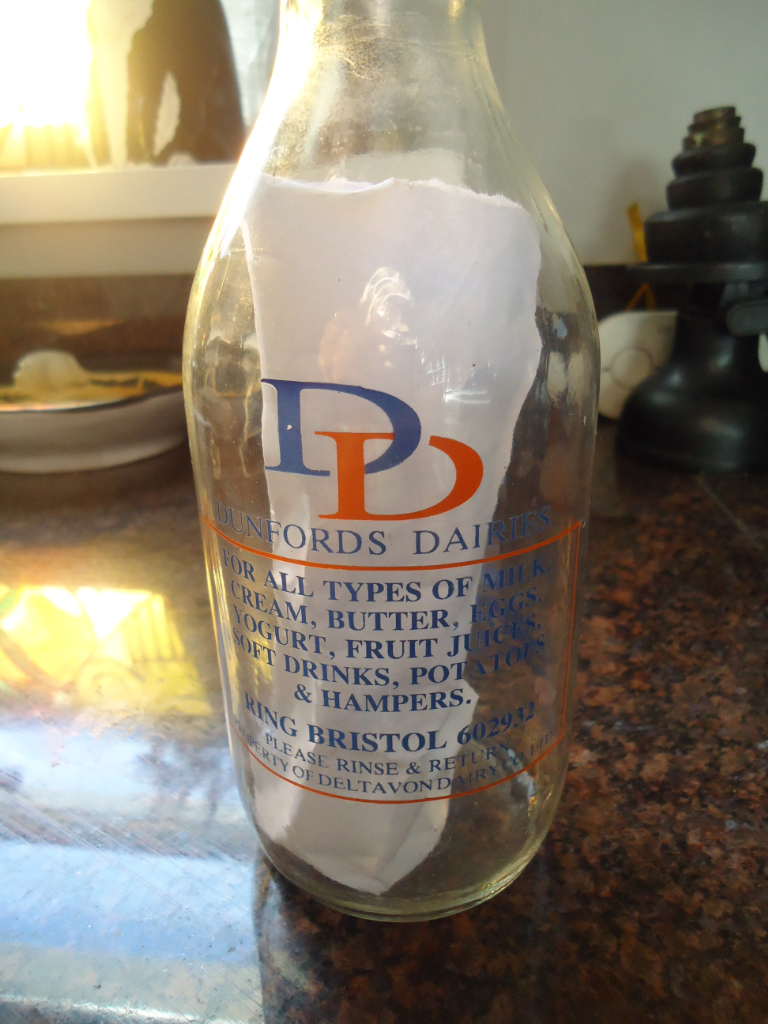 DD
DUNFORDS DAIRIES
FOR ALL TYPES OF MILK,
CREAM, BUTTER, EGGS,
YOGURT, FRUIT JUICES,
SOFT DRINKS, POTATOES
& HAMPERS.
RING BRISTOL 602932
PLEASE RINSE & RETURN
PROPERTY OF DELTAVON DAIRY CO. LTD.